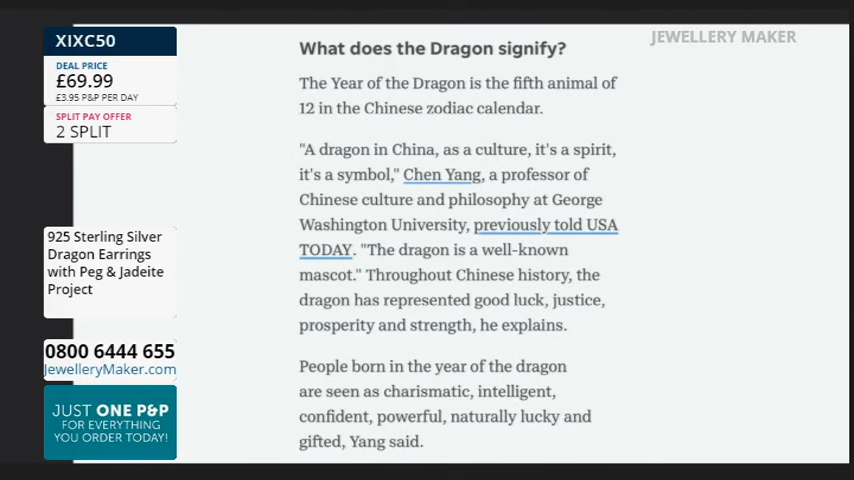 XIXC50
DEAL PRICE
£69.99
£3.95 P&P PER DAY
SPLIT PAY OFFER
2 SPLIT
925 Sterling Silver
Dragon Earrings
with Peg & Jadeite
Project
0800 6444 655
JewelleryMaker.com
JUST ONE P&P
FOR EVERYTHING
YOU ORDER TODAY!
JEWELLERY MAKER
What does the Dragon signify?
The Year of the Dragon is the fifth animal of
12 in the Chinese zodiac calendar.
"A dragon in China, as a culture, it's a spirit,
it's a symbol," Chen Yang, a professor of
Chinese culture and philosophy at George
Washington University, previously told USA
TODAY. "The dragon is a well-known
mascot." Throughout Chinese history, the
dragon has represented good luck, justice,
prosperity and strength, he explains.
People born in the year of the dragon
are seen as charismatic, intelligent,
confident, powerful, naturally lucky and
gifted, Yang said.